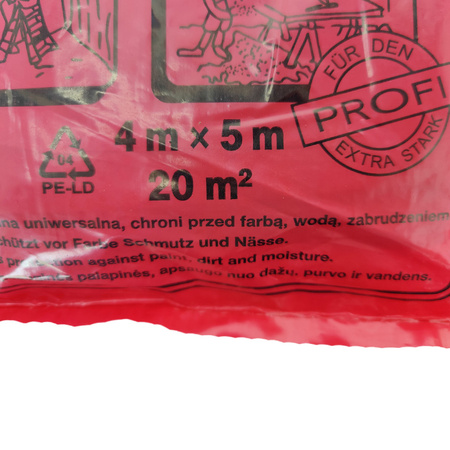 FÜR DEN
PROFI
EXTRA STARK
4 m × 5 m
04
PE-LD
20 m²
uniwersalna, chroni przed farbą, wodą, zabrudzeniem
vor Farbe Schmutz und Nässe.
protection against paint, dirt and moisture.
palapinės, apsaugo nuo dažų, purvo ir vandens.